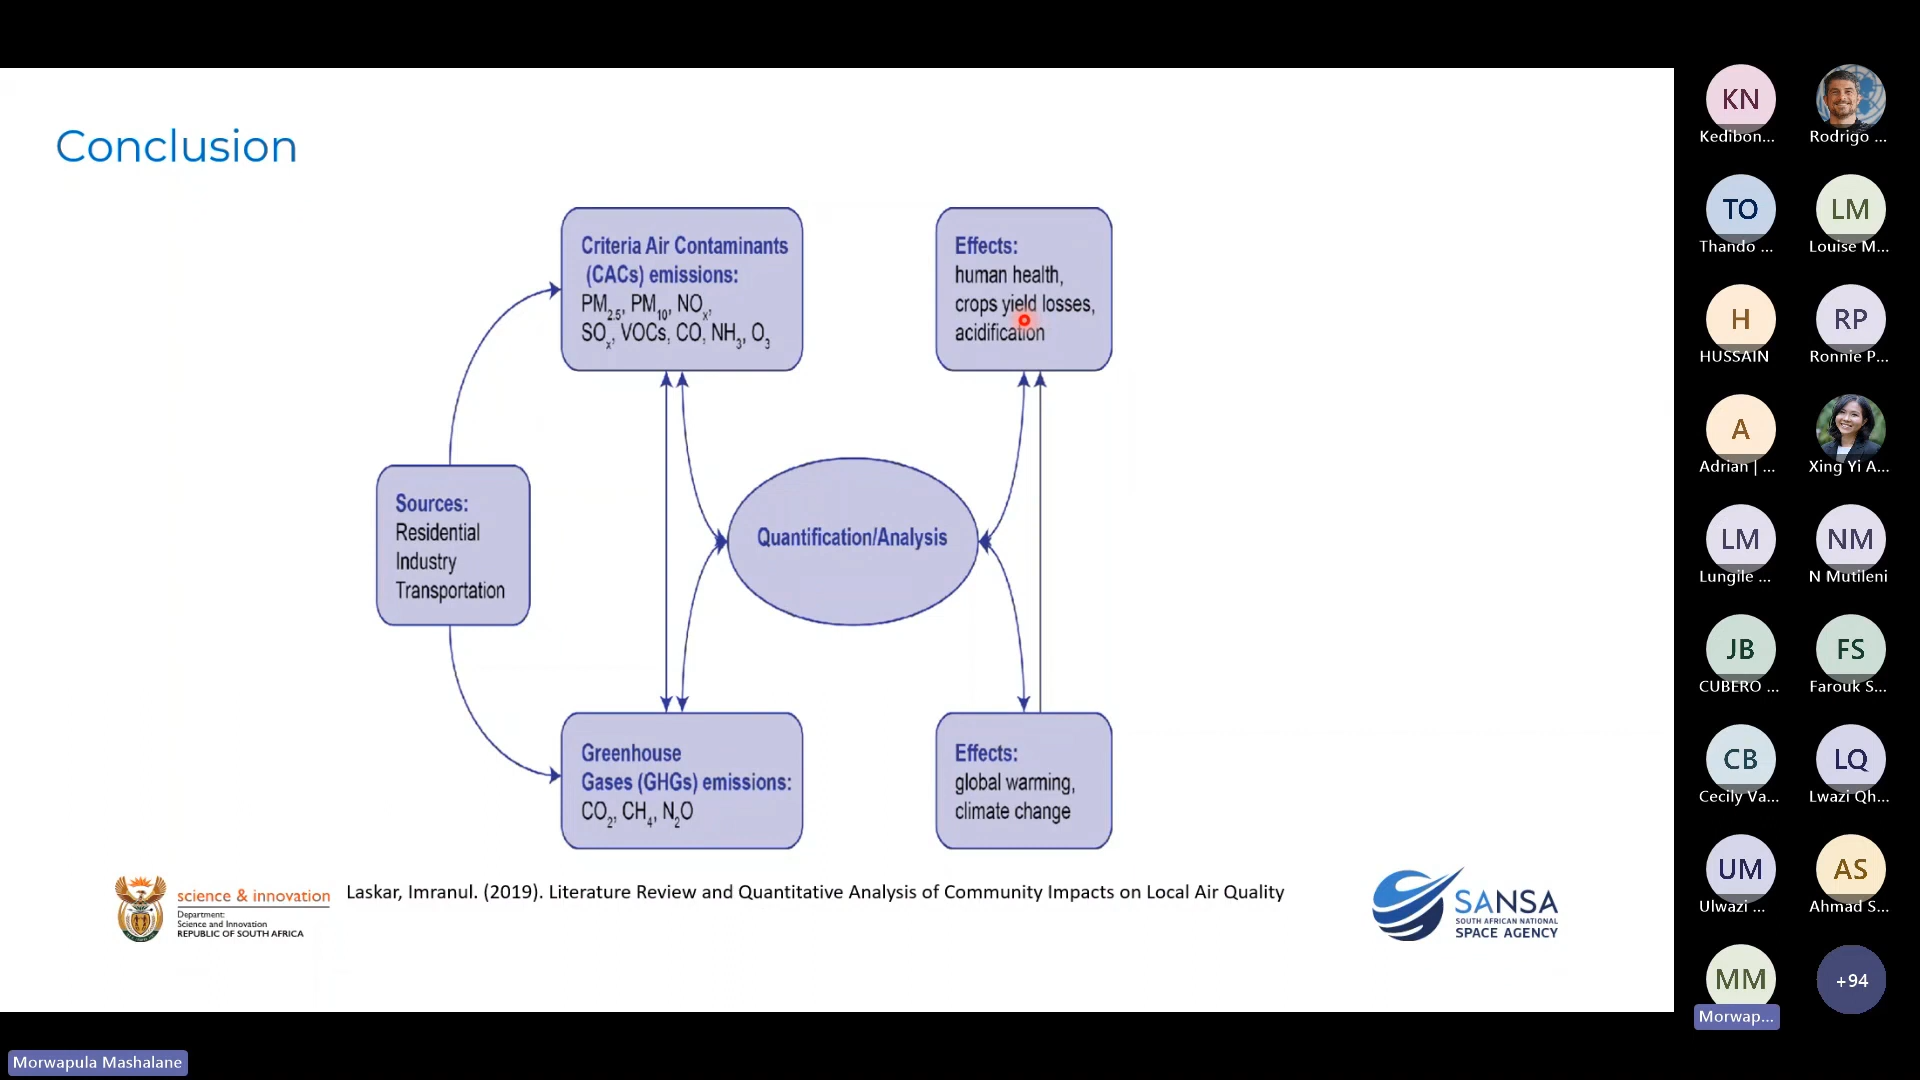 Conclusion
Criteria Air Contaminants
(CACs) emissions:
PM2.5, PM10, NOx,
SOx, VOCs, CO, NH3, O3
Effects:
human health,
crops yield losses,
acidification
Sources:
Residential
Industry
Transportation
Quantification/Analysis
Greenhouse
Gases (GHGs) emissions:
CO2, CH4, N2O
Effects:
global warming,
climate change
science & innovation
Department:
Science and Innovation
REPUBLIC OF SOUTH AFRICA
Laskar, Imranul. (2019). Literature Review and Quantitative Analysis of Community Impacts on Local Air Quality
SANSA
SOUTH AFRICAN NATIONAL
SPACE AGENCY
KN
Kedibon...
Rodrigo ...
TO
Thando ...
LM
Louise M...
H
HUSSAIN
RP
Ronnie P...
A
Adrian | ...
Xing Yi A...
LM
Lungile ...
NM
N Mutileni
JB
CUBERO ...
FS
Farouk S...
CB
Cecily Va...
LQ
Lwazi Qh...
UM
Ulwazi ...
AS
Ahmad S...
MM
Morwap...
+94
Morwapula Mashalane